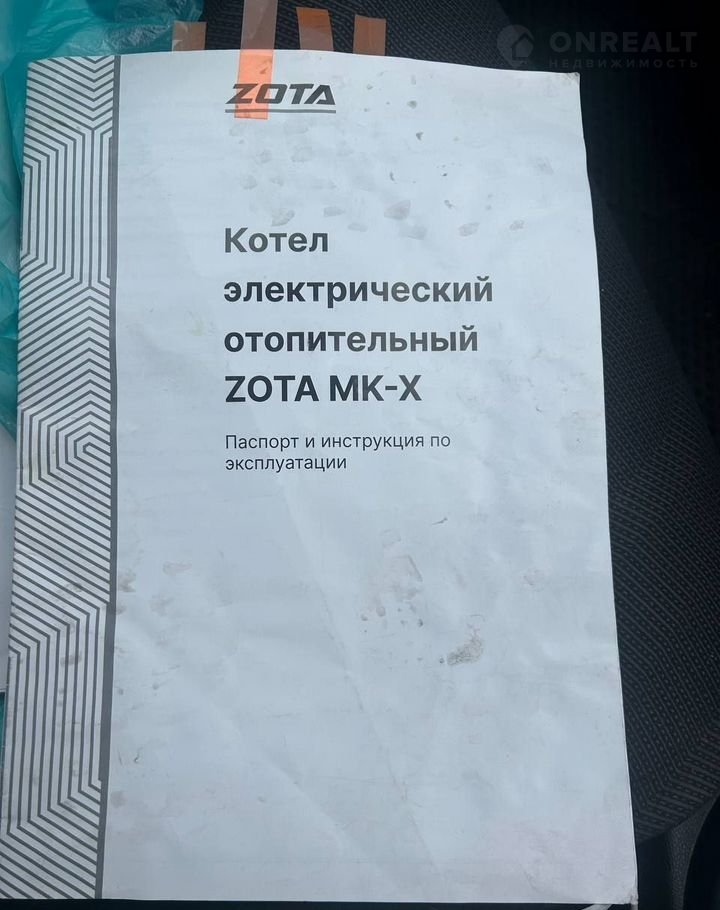 ONREALT
НЕДВИЖИМОСТЬ
ZOTA
Котел
электрический
отопительный
ZOTA MK-X
Паспорт и инструкция по
эксплуатации